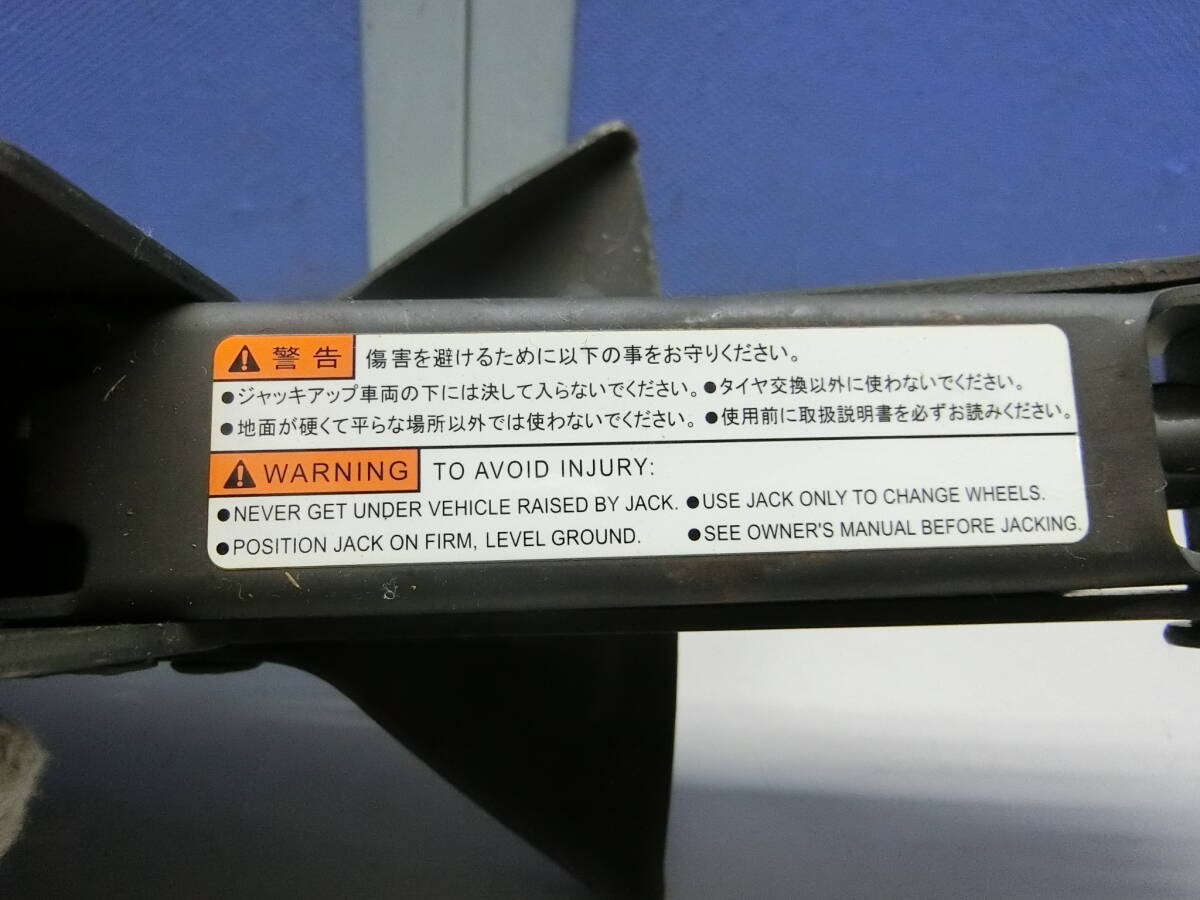 警告 傷害を避けるために以下の事をお守りください。
●ジャッキアップ車両の下には決して入らないでください。●タイヤ交換以外に使わないでください。
●地面が硬くて平らな場所以外では使わないでください。●使用前に取扱説明書を必ずお読みください。
WARNING TO AVOID INJURY:
●NEVER GET UNDER VEHICLE RAISED BY JACK. ●USE JACK ONLY TO CHANGE WHEELS.
●POSITION JACK ON FIRM, LEVEL GROUND. ●SEE OWNER'S MANUAL BEFORE JACKING.